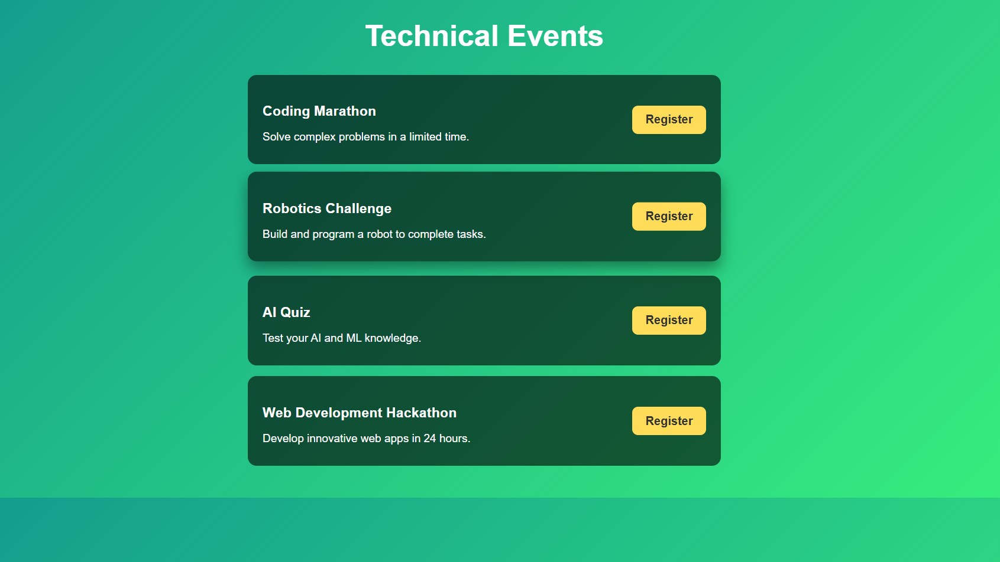 Technical Events
Coding Marathon
Solve complex problems in a limited time.
Register
Robotics Challenge
Build and program a robot to complete tasks.
Register
AI Quiz
Test your AI and ML knowledge.
Register
Web Development Hackathon
Develop innovative web apps in 24 hours.
Register